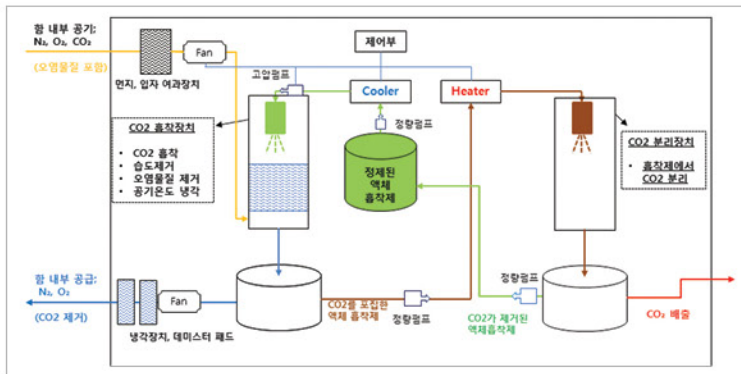 함 내부 공기:
N₂, O₂, CO₂
(오염물질 포함)
먼지, 입자 여과장치
Fan
제어부
고압펌프
Cooler
Heater
정량펌프
CO2 흡착장치
• CO2 흡착
• 습도제거
• 오염물질 제거
• 공기온도 냉각
정제된
액체
흡착제
CO2 분리장치
• 흡착제에서
CO2 분리
함 내부 공급:
N₂, O₂
(CO2 제거)
Fan
냉각장치, 데미스터 패드
CO2를 포집한
액체 흡착제
정량펌프
정량펌프
CO2가 제거된
액체흡착제
CO₂ 배출